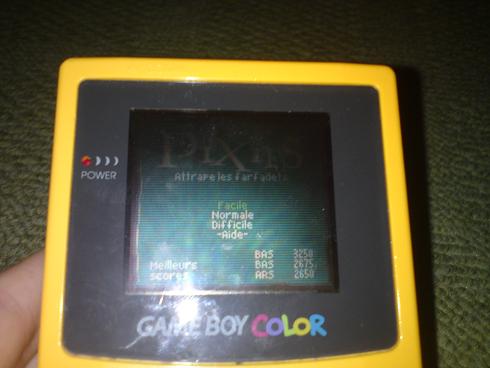 Pixies
Attrape les farfadets
POWER
Facile
Normale
Difficile
-Aide-
BAS 3250
Meilleurs BAS 2675
scores ARS 2650
GAME BOY COLOR